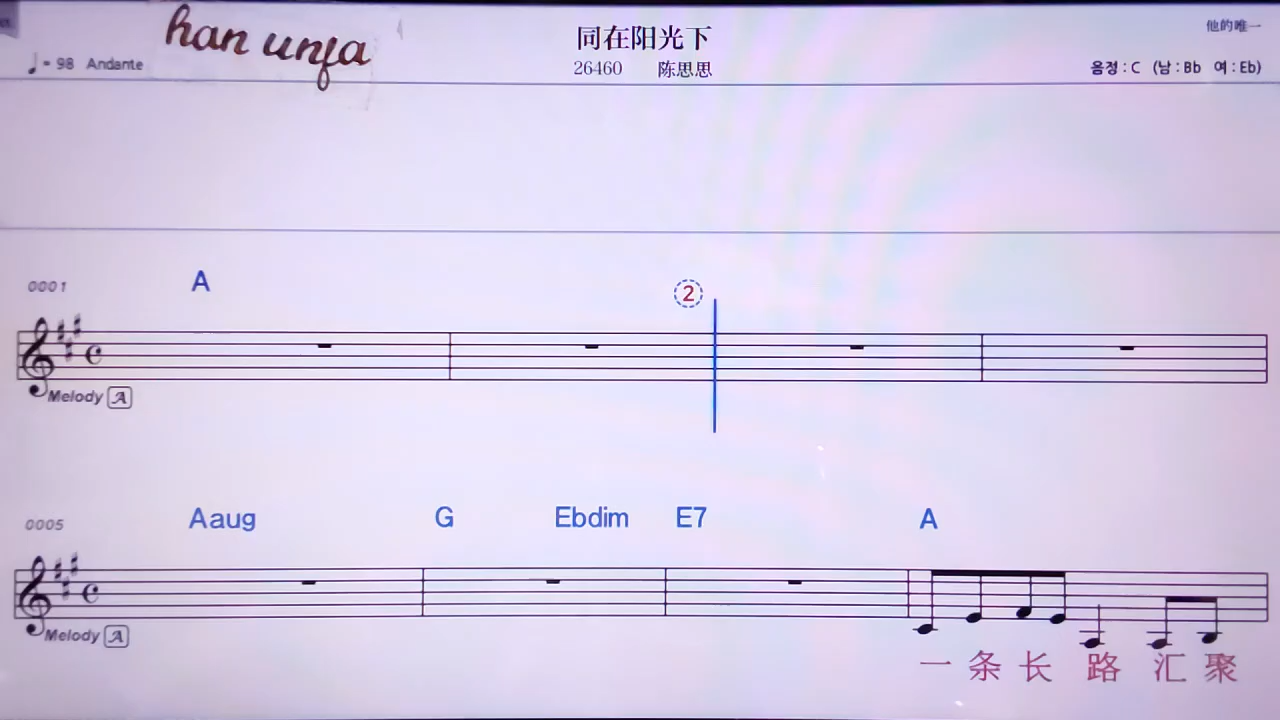 han unfa
同在阳光下
他的唯一
♩= 98 Andante
26460 陈思思
음정 : C (남 : Bb 여 : Eb)
0001 A ②
Melody A
0005 Aaug G Ebdim E7 A
Melody A
一 条 长 路 汇 聚